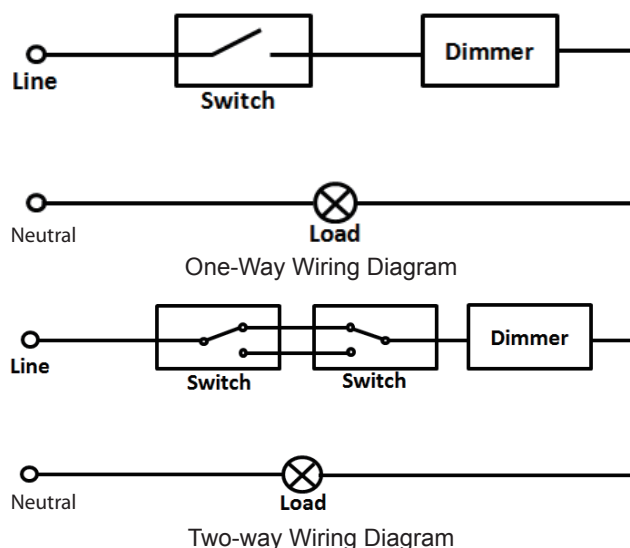 Dimmer
Line
Switch
Neutral
Load
One-Way Wiring Diagram
Dimmer
Line
Switch
Switch
Neutral
Load
Two-way Wiring Diagram